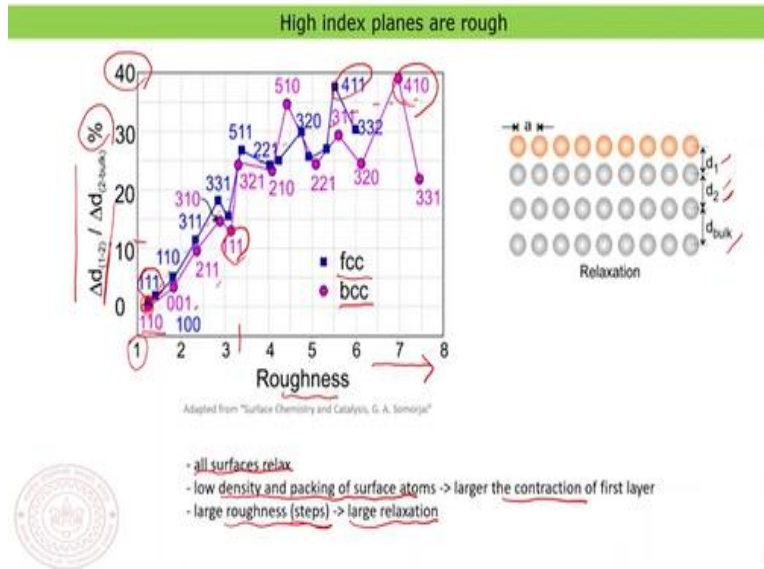 High index planes are rough
Δd(1-2) / Δd(2-bulk) %
40
30
20
10
0
1
2
3
4
5
6
7
8
Roughness
510
411
410
511
320
311
332
221
331
310
321
210
221
320
331
311
110
111
111
211
001
110
100
fcc
bcc
a
d1
d2
dbulk
Relaxation
Adapted from "Surface Chemistry and Catalysis, G. A. Somorjai"
- all surfaces relax
- low density and packing of surface atoms -> larger the contraction of first layer
- large roughness (steps) -> large relaxation